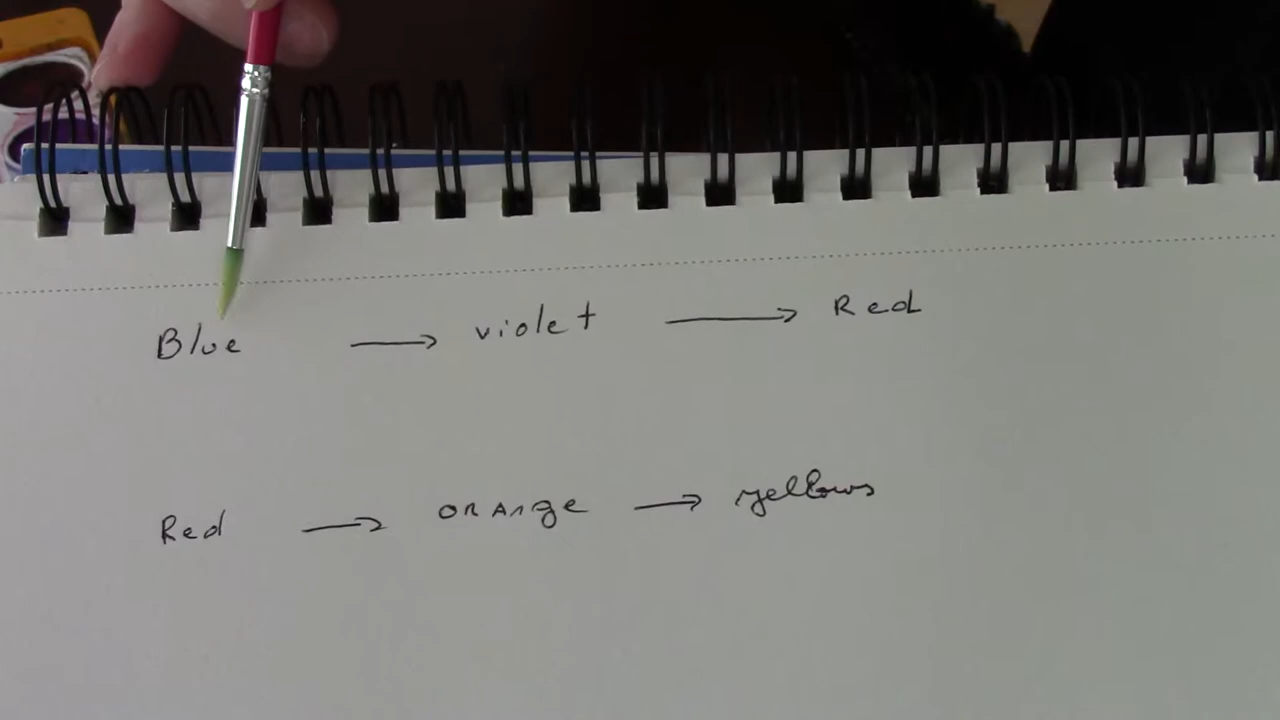 Blue → violet → Red
Red → orange → yellows